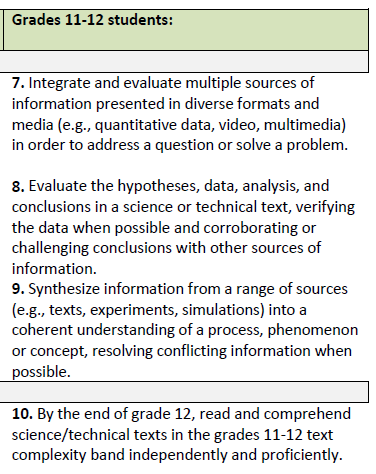 Grades 11-12 students:
7. Integrate and evaluate multiple sources of
information presented in diverse formats and
media (e.g., quantitative data, video, multimedia)
in order to address a question or solve a problem.
8. Evaluate the hypotheses, data, analysis, and
conclusions in a science or technical text, verifying
the data when possible and corroborating or
challenging conclusions with other sources of
information.
9. Synthesize information from a range of sources
(e.g., texts, experiments, simulations) into a
coherent understanding of a process, phenomenon
or concept, resolving conflicting information when
possible.
10. By the end of grade 12, read and comprehend
science/technical texts in the grades 11-12 text
complexity band independently and proficiently.